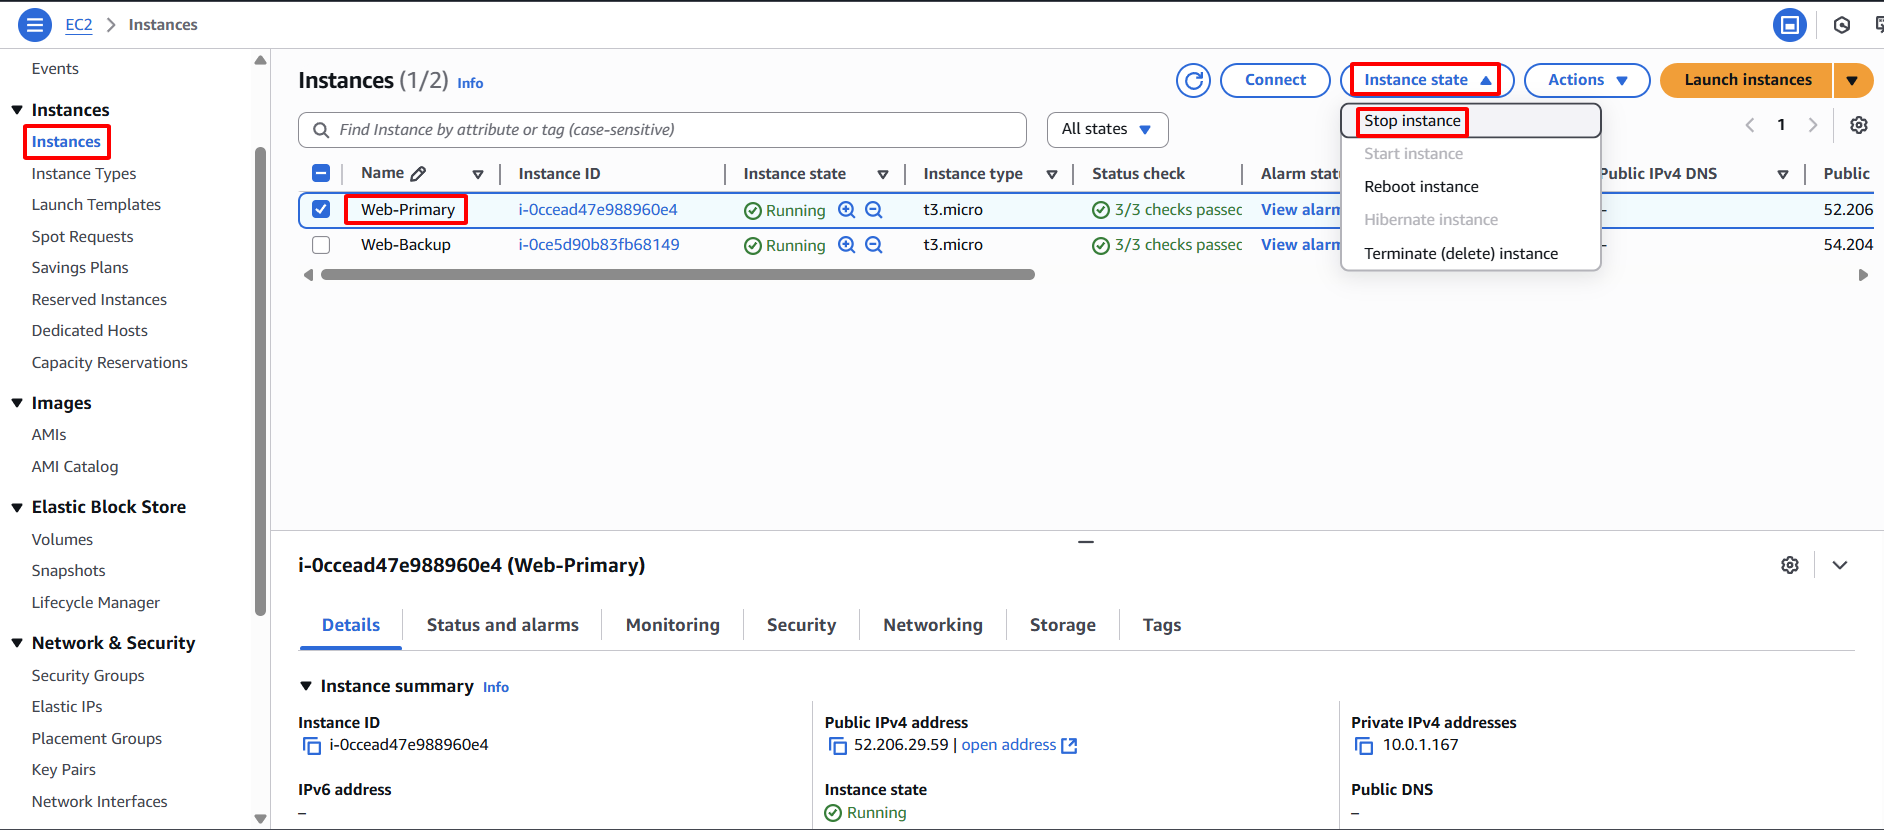 EC2 > Instances
Events
Instances
Instances
Instance Types
Launch Templates
Spot Requests
Savings Plans
Reserved Instances
Dedicated Hosts
Capacity Reservations
Images
AMIs
AMI Catalog
Elastic Block Store
Volumes
Snapshots
Lifecycle Manager
Network & Security
Security Groups
Elastic IPs
Placement Groups
Key Pairs
Network Interfaces
Instances (1/2) Info
Connect
Instance state
Actions
Launch instances
Find Instance by attribute or tag (case-sensitive)
All states
1
Stop instance
Start instance
Reboot instance
Hibernate instance
Terminate (delete) instance
Name Instance ID Instance state Instance type Status check Alarm stat Public IPv4 DNS Public
Web-Primary i-0ccead47e988960e4 Running t3.micro 3/3 checks passec View alarm – 52.206
Web-Backup i-0ce5d90b83fb68149 Running t3.micro 3/3 checks passec View alarm – 54.204
i-0ccead47e988960e4 (Web-Primary)
Details Status and alarms Monitoring Security Networking Storage Tags
Instance summary Info
Instance ID
i-0ccead47e988960e4
Public IPv4 address
52.206.29.59 | open address
Private IPv4 addresses
10.0.1.167
IPv6 address
–
Instance state
Running
Public DNS
–